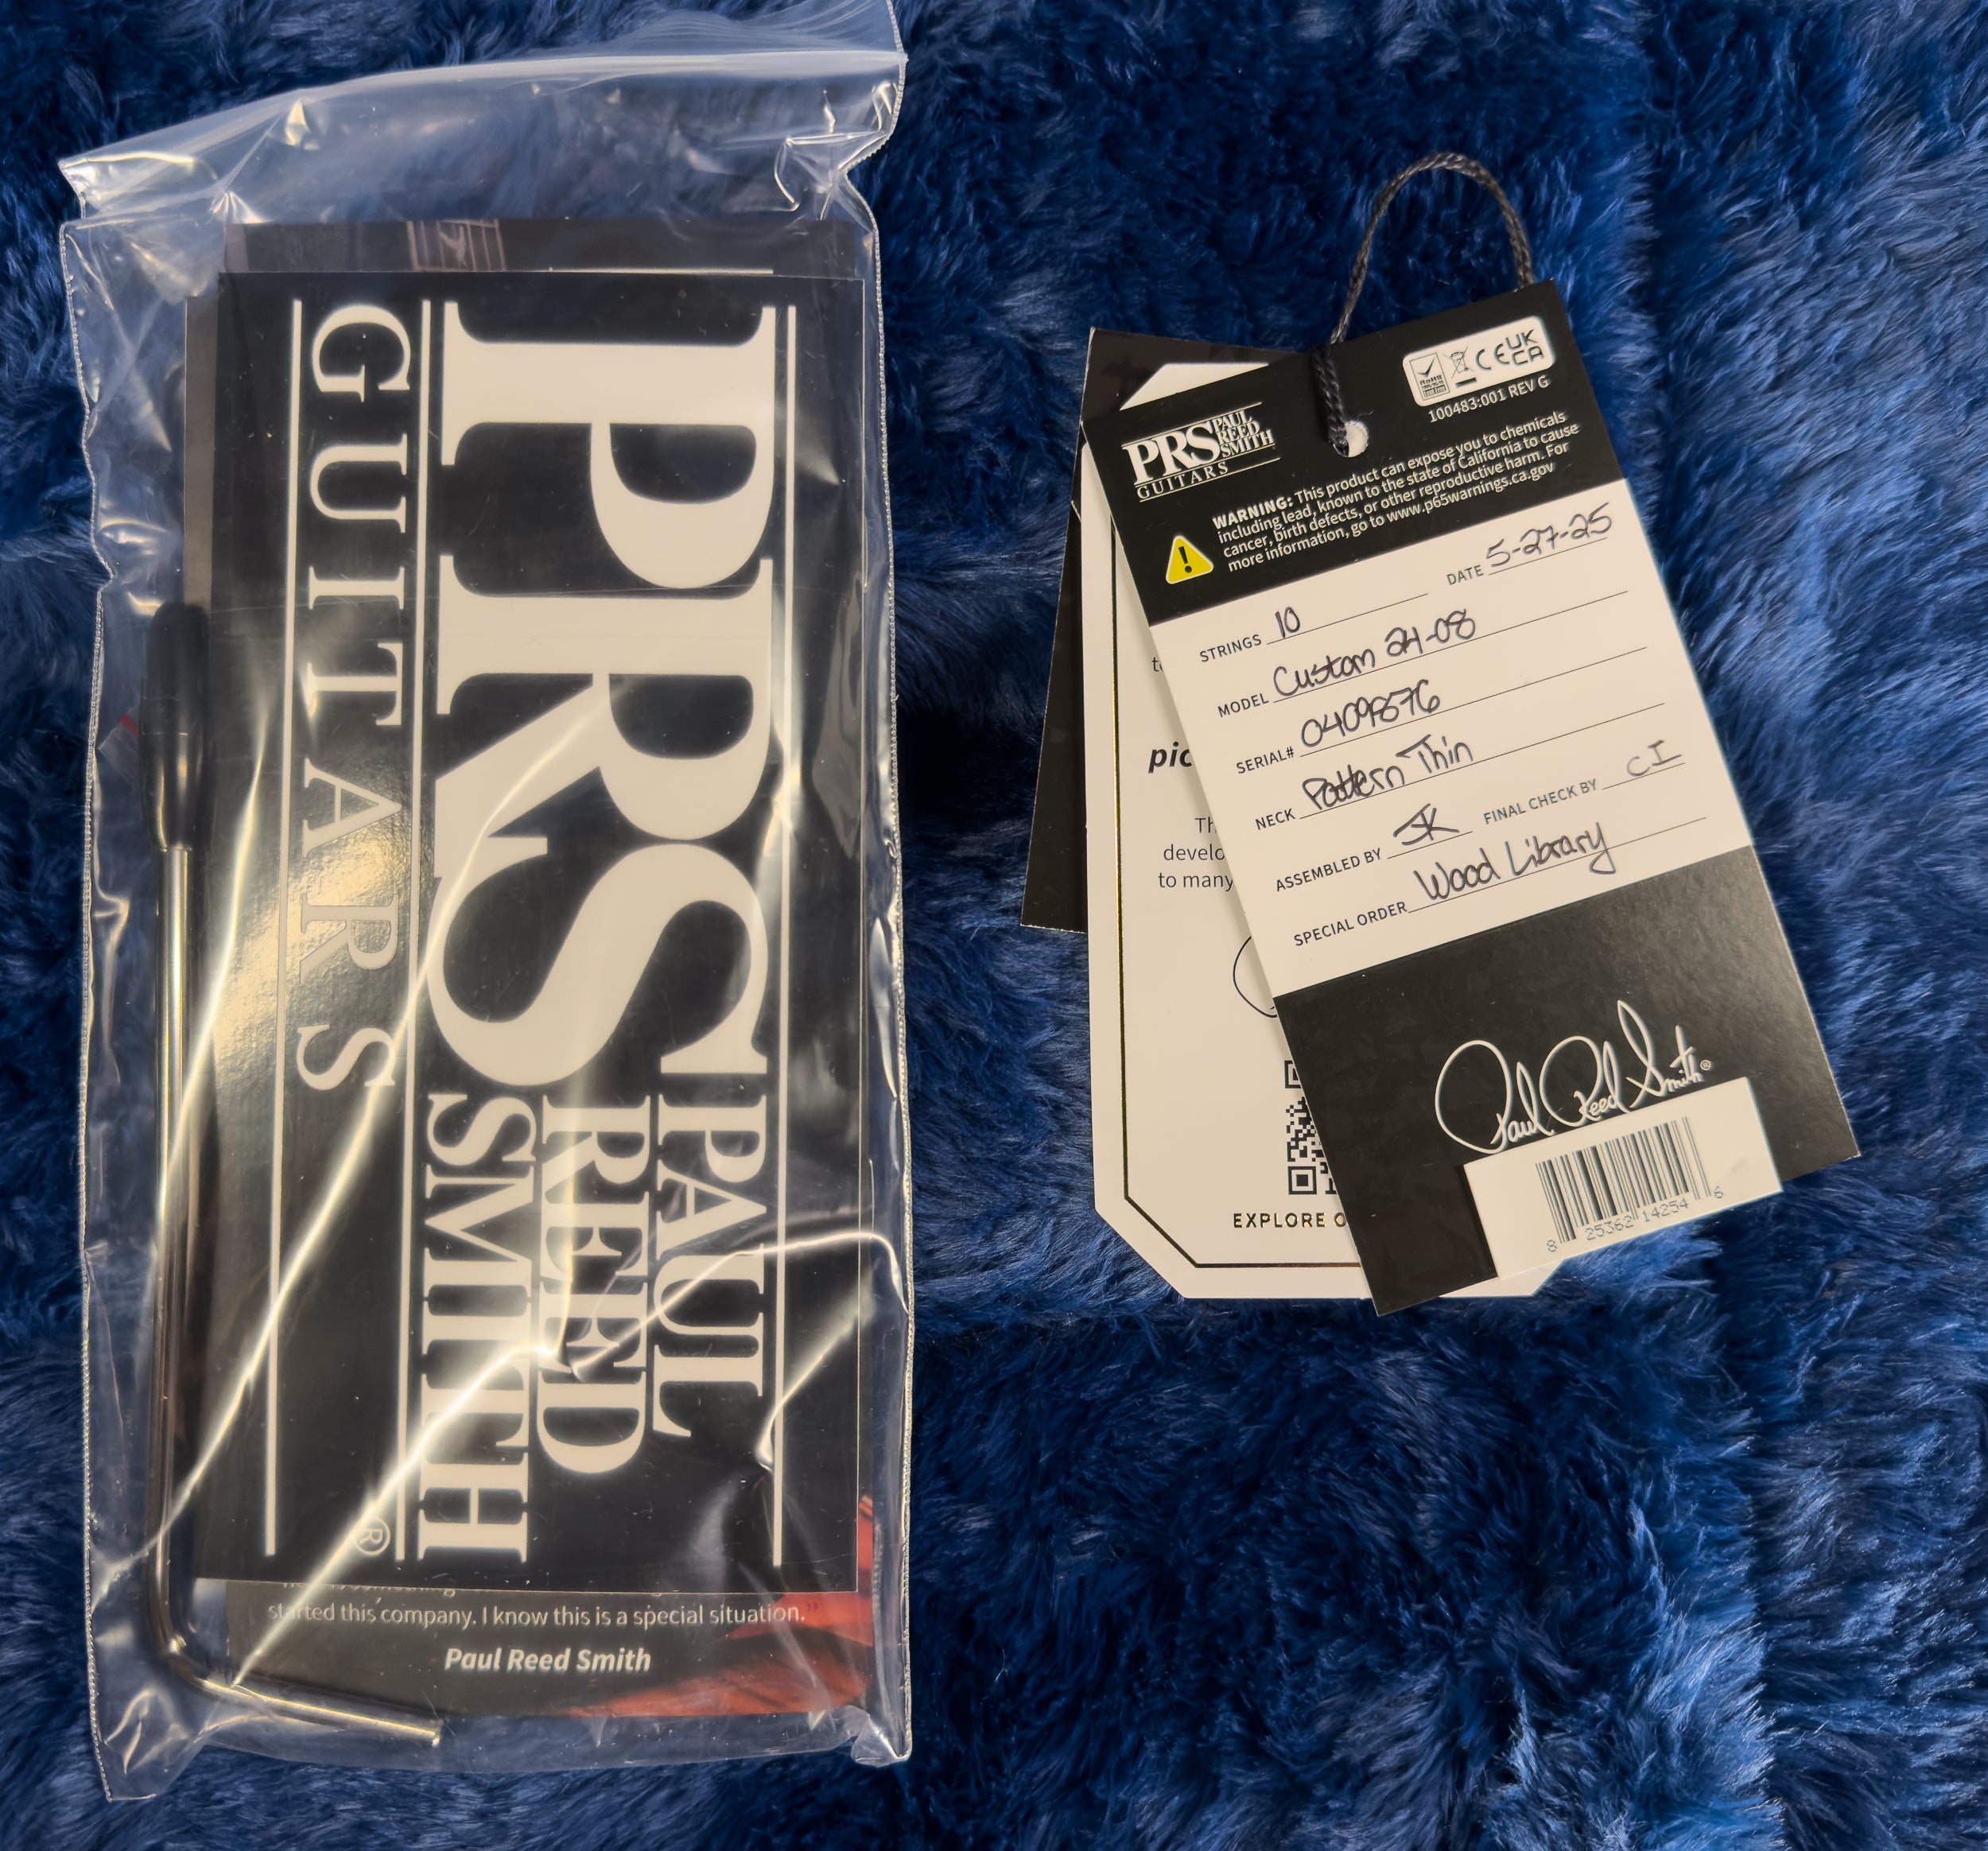 PRS
PAUL
REED
SMITH
GUITARS
®
started this company. I know this is a special situation.”
Paul Reed Smith
PRS PAUL
REED
SMITH
GUITARS
RoHS
CE UK
CA
100483:001 REV G
WARNING: This product can expose you to chemicals
including lead, known to the state of California to cause
cancer, birth defects, or other reproductive harm. For
more information, go to www.p65warnings.ca.gov
STRINGS 10 DATE 5-27-25
MODEL Custom 24-08
SERIAL# 0409876
NECK Pattern Thin
ASSEMBLED BY JK FINAL CHECK BY CI
SPECIAL ORDER Wood Library
Paul Reed Smith®
8 25362 14254 6
pic
develo
to many
EXPLORE O